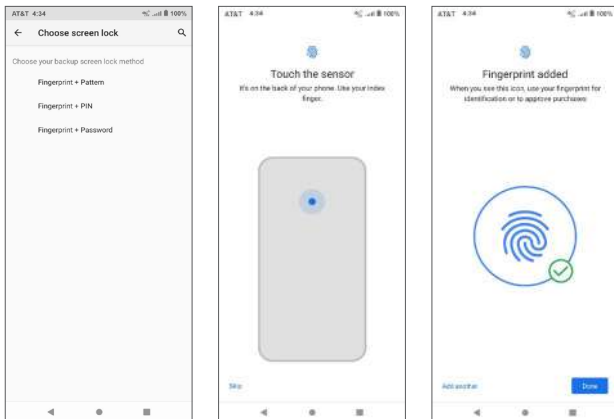 AT&T 4:34
100%
Choose screen lock
Choose your backup screen lock method
Fingerprint + Pattern
Fingerprint + PIN
Fingerprint + Password
AT&T 4:34
100%
Touch the sensor
It's on the back of your phone. Use your index
finger.
Skip
AT&T 4:34
100%
Fingerprint added
When you see this icon, use your fingerprint for
identification or to approve purchases
Add another
Done